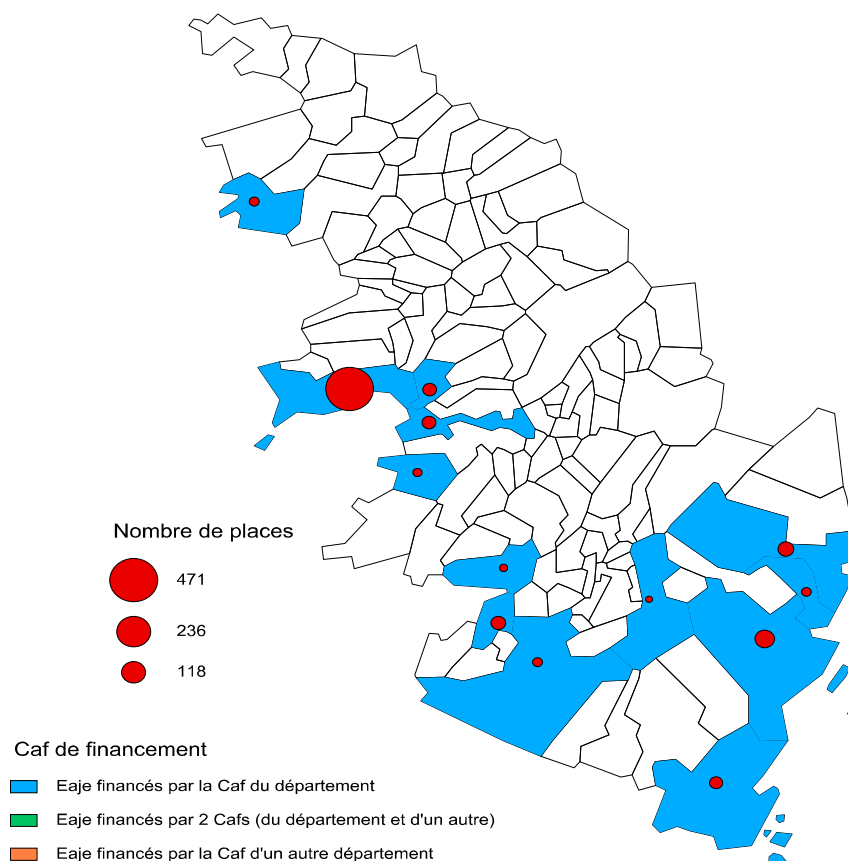 Nombre de places
471
236
118
Caf de financement
Eaje financés par la Caf du département
Eaje financés par 2 Cafs (du département et d'un autre)
Eaje financés par la Caf d'un autre département